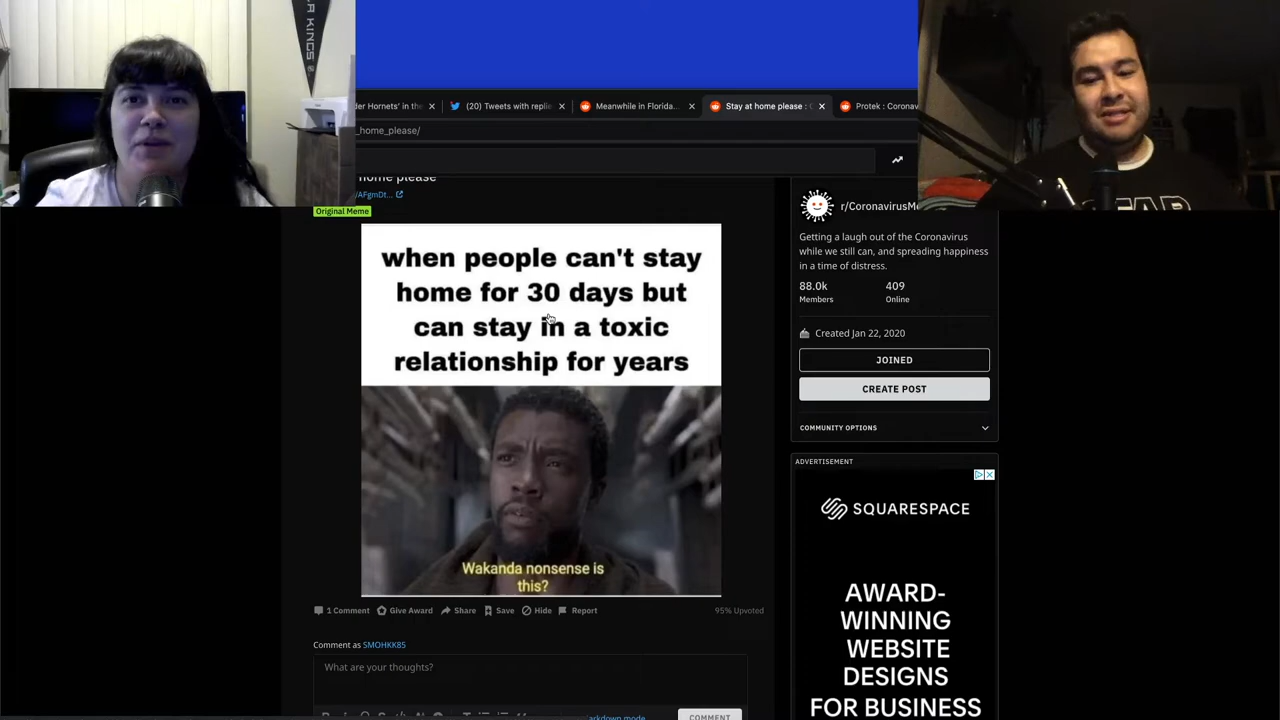 A KINGS
der Hornets' in the
(20) Tweets with replie
Meanwhile in Florida...
Stay at home please : C
Protek : Coronav
_home_please/
home please
/AFgmDt...
Original Meme
when people can't stay
home for 30 days but
can stay in a toxic
relationship for years
Wakanda nonsense is
this?
1 Comment
Give Award
Share
Save
Hide
Report
95% Upvoted
Comment as SMOHKK85
What are your thoughts?
arkdown mode
COMMENT
r/CoronavirusMe
Getting a laugh out of the Coronavirus
while we still can, and spreading happiness
in a time of distress.
88.0k
409
Members
Online
Created Jan 22, 2020
JOINED
CREATE POST
COMMUNITY OPTIONS
ADVERTISEMENT
SQUARESPACE
AWARD-
WINNING
WEBSITE
DESIGNS
FOR BUSINESS